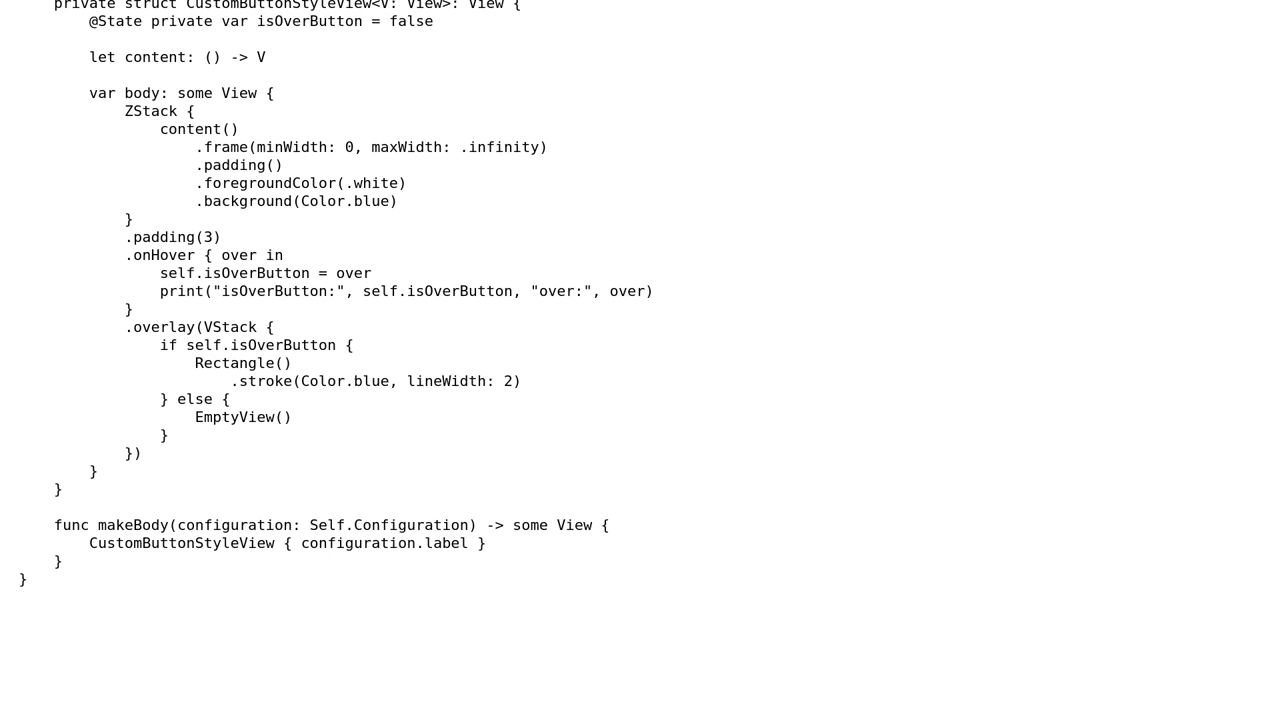 private struct CustomButtonStyleView<V: View>: View {
        @State private var isOverButton = false

        let content: () -> V

        var body: some View {
            ZStack {
                content()
                    .frame(minWidth: 0, maxWidth: .infinity)
                    .padding()
                    .foregroundColor(.white)
                    .background(Color.blue)
            }
            .padding(3)
            .onHover { over in
                self.isOverButton = over
                print("isOverButton:", self.isOverButton, "over:", over)
            }
            .overlay(VStack {
                if self.isOverButton {
                    Rectangle()
                        .stroke(Color.blue, lineWidth: 2)
                } else {
                    EmptyView()
                }
            })
        }
    }

    func makeBody(configuration: Self.Configuration) -> some View {
        CustomButtonStyleView { configuration.label }
    }
}